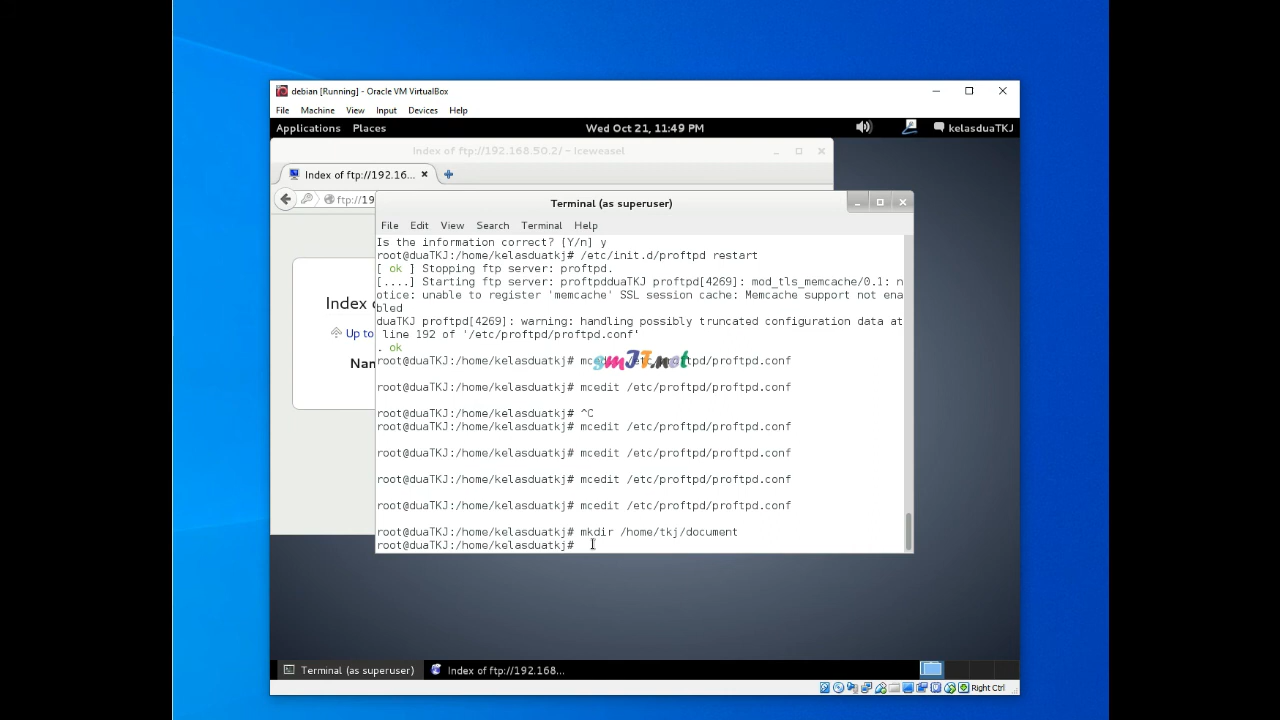 debian [Running] - Oracle VM VirtualBox
File Machine View Input Devices Help
Applications Places Wed Oct 21, 11:49 PM kelasduaTKJ
Index of ftp://192.168.50.2/ - Iceweasel
Index of ftp://192.16...
ftp://19
Terminal (as superuser)
File Edit View Search Terminal Help
Index
Up to
Nam
Is the information correct? [Y/n] y
root@duaTKJ:/home/kelasduatkj# /etc/init.d/proftpd restart
[ ok ] Stopping ftp server: proftpd.
[....] Starting ftp server: proftpdduaTKJ proftpd[4269]: mod_tls_memcache/0.1: n
otice: unable to register 'memcache' SSL session cache: Memcache support not ena
bled
duaTKJ proftpd[4269]: warning: handling possibly truncated configuration data at
line 192 of '/etc/proftpd/proftpd.conf'
. ok
root@duaTKJ:/home/kelasduatkj# mcedit /etc/proftpd/proftpd.conf
gmIT.net
root@duaTKJ:/home/kelasduatkj# mcedit /etc/proftpd/proftpd.conf
root@duaTKJ:/home/kelasduatkj# ^C
root@duaTKJ:/home/kelasduatkj# mcedit /etc/proftpd/proftpd.conf
root@duaTKJ:/home/kelasduatkj# mcedit /etc/proftpd/proftpd.conf
root@duaTKJ:/home/kelasduatkj# mcedit /etc/proftpd/proftpd.conf
root@duaTKJ:/home/kelasduatkj# mcedit /etc/proftpd/proftpd.conf
root@duaTKJ:/home/kelasduatkj# mkdir /home/tkj/document
root@duaTKJ:/home/kelasduatkj#
Terminal (as superuser) Index of ftp://192.168...
Right Ctrl